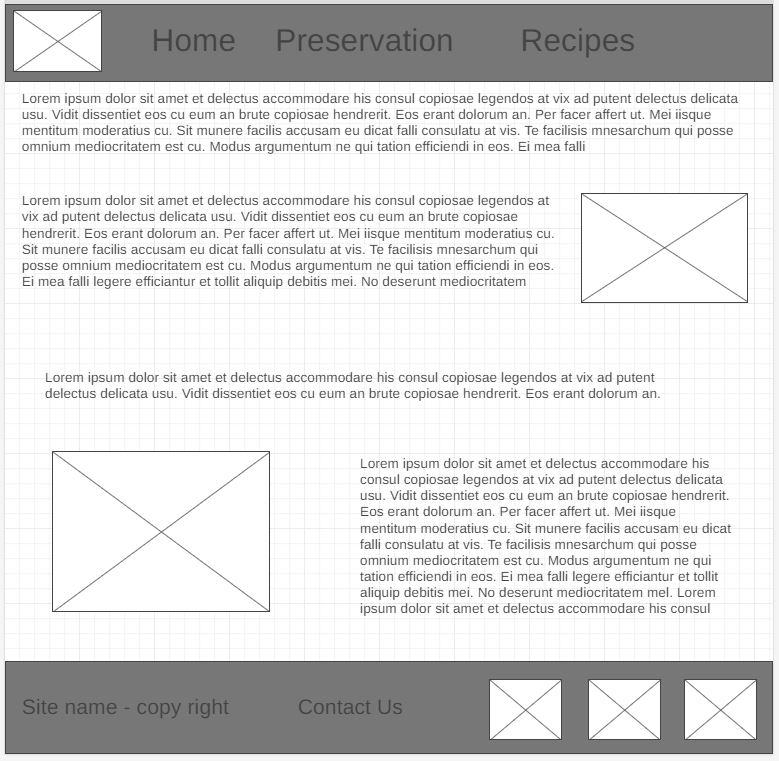 Home Preservation Recipes
Lorem ipsum dolor sit amet et delectus accommodare his consul copiosae legendos at vix ad putent delectus delicata
usu. Vidit dissentiet eos cu eum an brute copiosae hendrerit. Eos erant dolorum an. Per facer affert ut. Mei iisque
mentitum moderatius cu. Sit munere facilis accusam eu dicat falli consulatu at vis. Te facilisis mnesarchum qui posse
omnium mediocritatem est cu. Modus argumentum ne qui tation efficiendi in eos. Ei mea falli
Lorem ipsum dolor sit amet et delectus accommodare his consul copiosae legendos at
vix ad putent delectus delicata usu. Vidit dissentiet eos cu eum an brute copiosae
hendrerit. Eos erant dolorum an. Per facer affert ut. Mei iisque mentitum moderatius cu.
Sit munere facilis accusam eu dicat falli consulatu at vis. Te facilisis mnesarchum qui
posse omnium mediocritatem est cu. Modus argumentum ne qui tation efficiendi in eos.
Ei mea falli legere efficiantur et tollit aliquip debitis mei. No deserunt mediocritatem
Lorem ipsum dolor sit amet et delectus accommodare his consul copiosae legendos at vix ad putent
delectus delicata usu. Vidit dissentiet eos cu eum an brute copiosae hendrerit. Eos erant dolorum an.
Lorem ipsum dolor sit amet et delectus accommodare his
consul copiosae legendos at vix ad putent delectus delicata
usu. Vidit dissentiet eos cu eum an brute copiosae hendrerit.
Eos erant dolorum an. Per facer affert ut. Mei iisque
mentitum moderatius cu. Sit munere facilis accusam eu dicat
falli consulatu at vis. Te facilisis mnesarchum qui posse
omnium mediocritatem est cu. Modus argumentum ne qui
tation efficiendi in eos. Ei mea falli legere efficiantur et tollit
aliquip debitis mei. No deserunt mediocritatem mel. Lorem
ipsum dolor sit amet et delectus accommodare his consul
Site name - copy right Contact Us